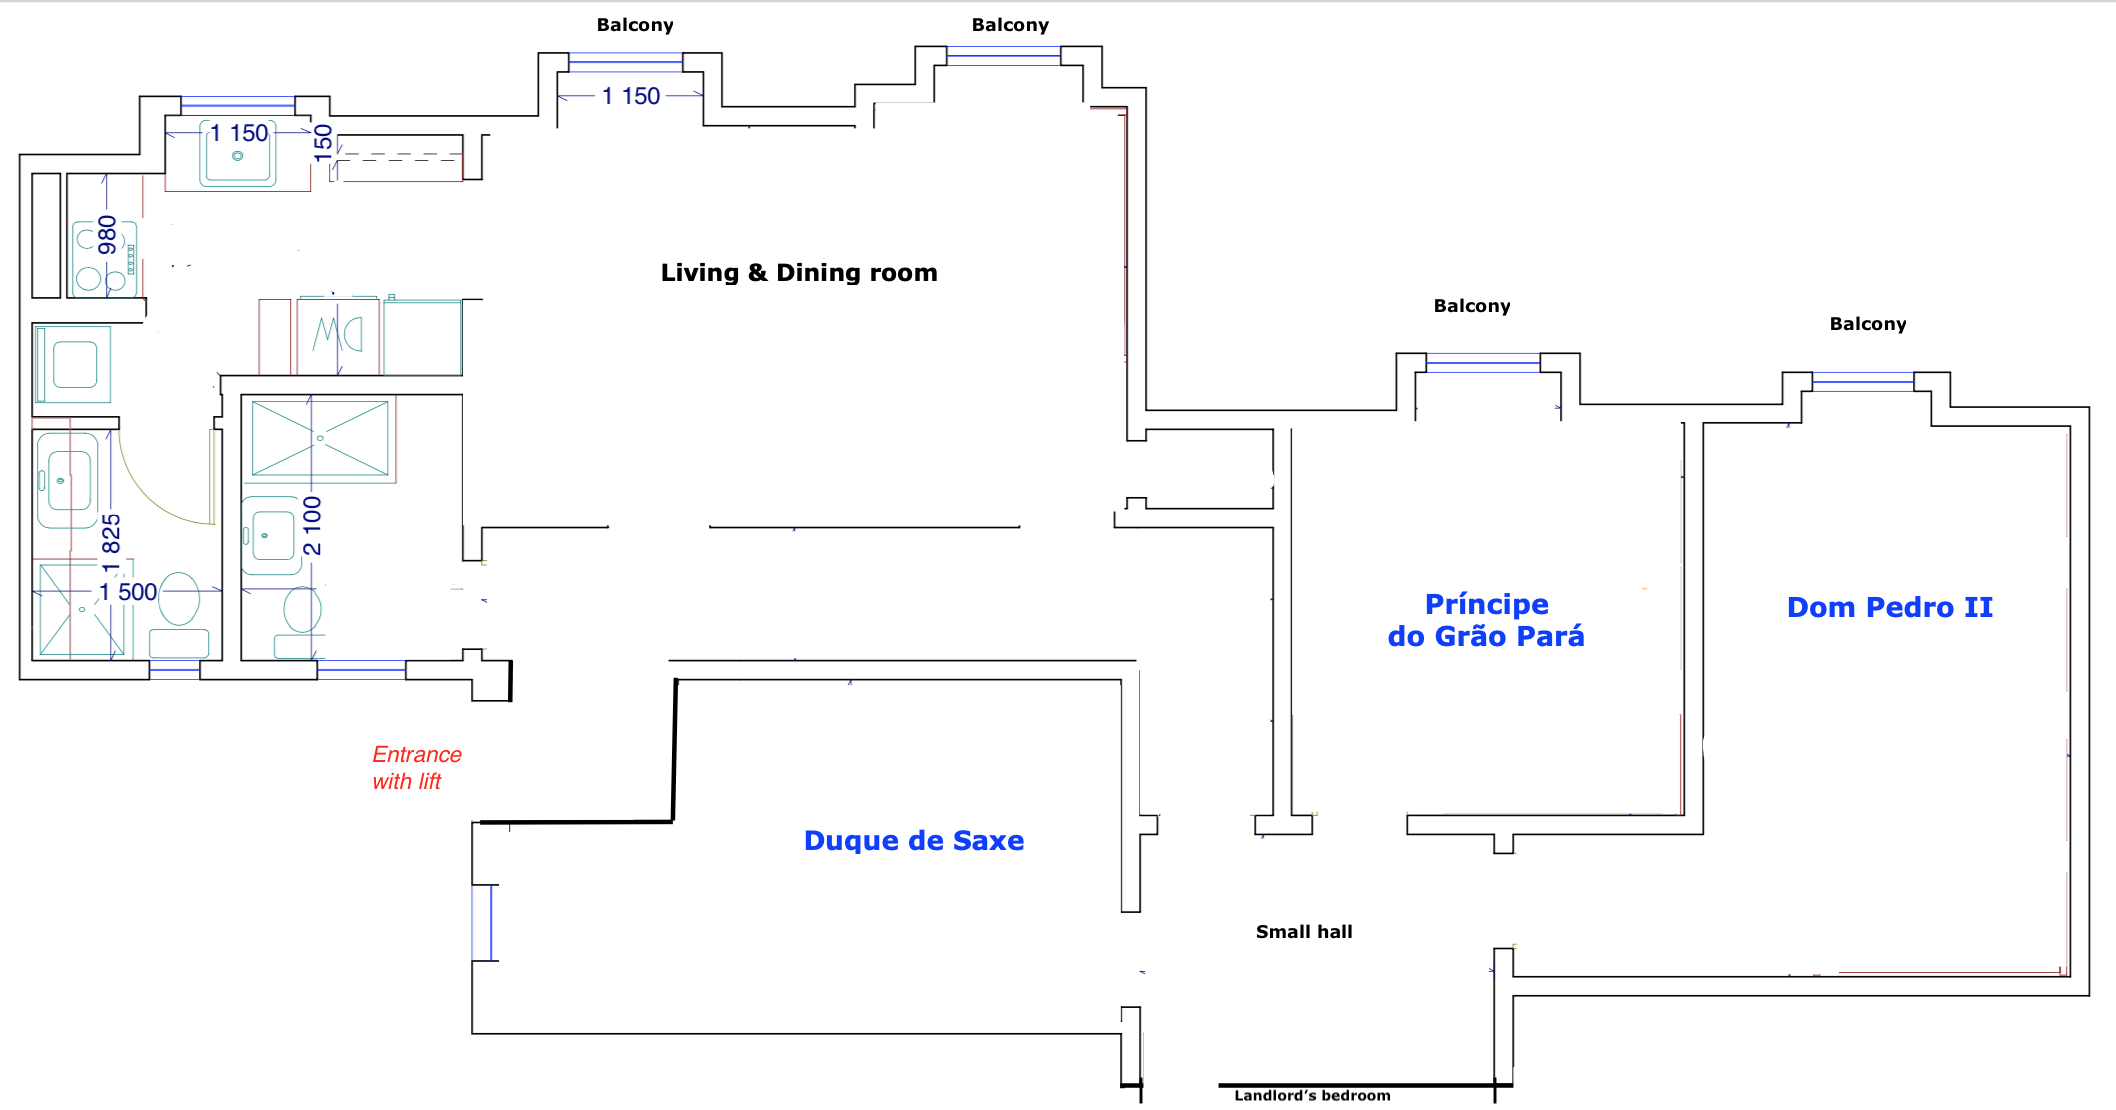 Balcony
Balcony
1 150
1 150
150
980
Living & Dining room
Balcony
Balcony
2 100
1 825
1 500
Príncipe
do Grão Pará
Dom Pedro II
Entrance
with lift
Duque de Saxe
Small hall
Landlord's bedroom